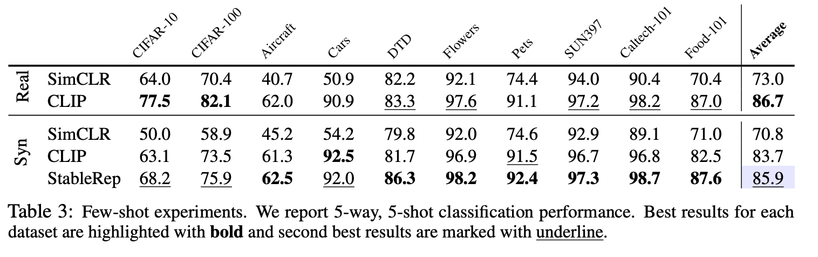 CIFAR-10 CIFAR-100 Aircraft Cars DTD Flowers Pets SUN397 Caltech-101 Food-101 Average
Real
SimCLR 64.0 70.4 40.7 50.9 82.2 92.1 74.4 94.0 90.4 70.4 73.0
CLIP 77.5 82.1 62.0 90.9 83.3 97.6 91.1 97.2 98.2 87.0 86.7
Syn
SimCLR 50.0 58.9 45.2 54.2 79.8 92.0 74.6 92.9 89.1 71.0 70.8
CLIP 63.1 73.5 61.3 92.5 81.7 96.9 91.5 96.7 96.8 82.5 83.7
StableRep 68.2 75.9 62.5 92.0 86.3 98.2 92.4 97.3 98.7 87.6 85.9
Table 3: Few-shot experiments. We report 5-way, 5-shot classification performance. Best results for each
dataset are highlighted with bold and second best results are marked with underline.